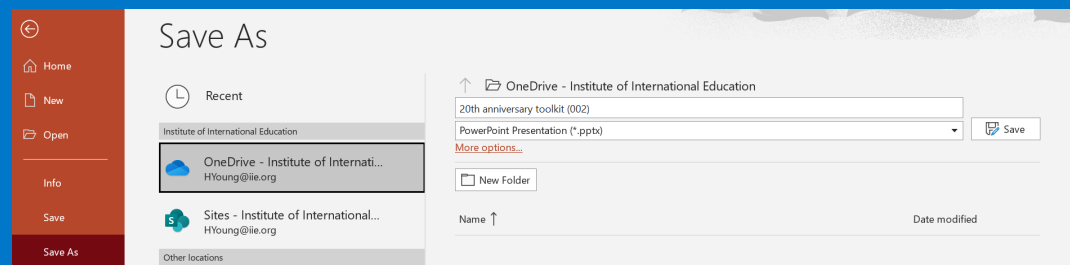 Save As
Home
New
Open
Info
Save
Save As
Recent
Institute of International Education
OneDrive - Institute of Internati...
HYoung@iie.org
Sites - Institute of International...
HYoung@iie.org
Other locations
OneDrive - Institute of International Education
20th anniversary toolkit (002)
PowerPoint Presentation (*.pptx)
Save
More options...
New Folder
Name
Date modified